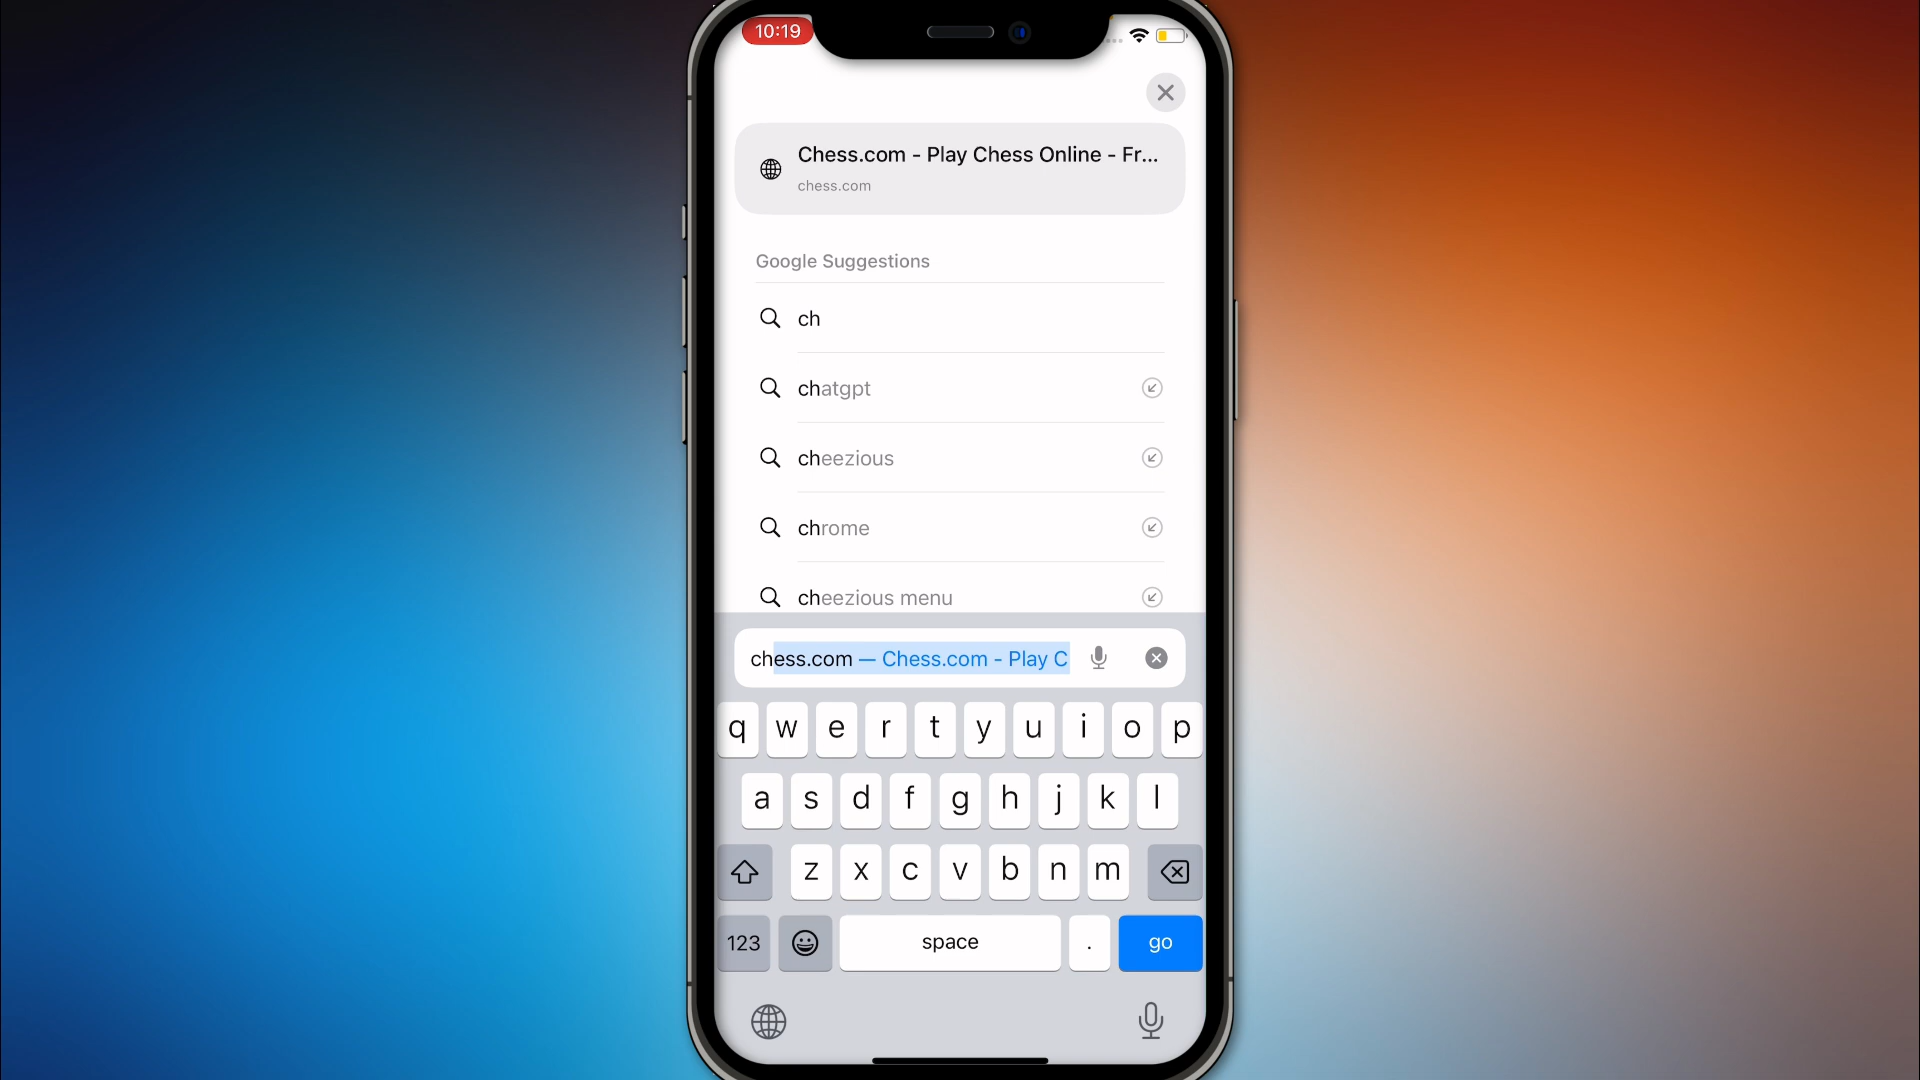 10:19
Chess.com - Play Chess Online - Fr...
chess.com
Google Suggestions
ch
chatgpt
cheezious
chrome
cheezious menu
chess.com — Chess.com - Play C
q w e r t y u i o p
a s d f g h j k l
z x c v b n m
123 space . go